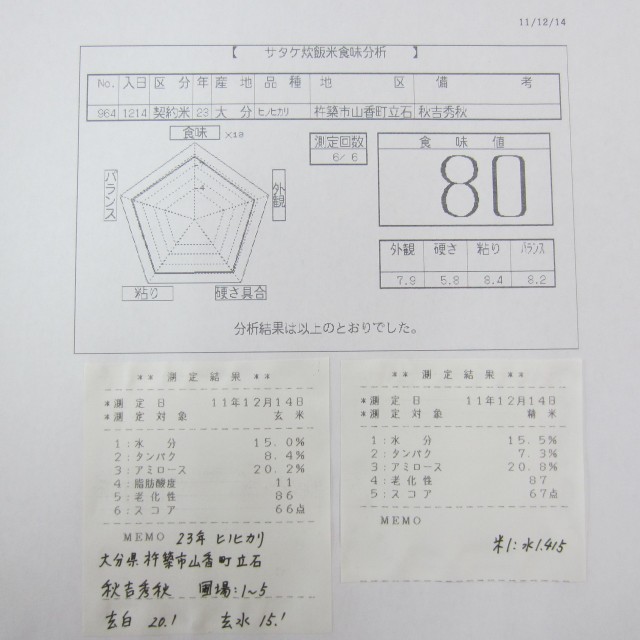 11/12/14
【 サタケ炊飯米食味分析 】
No. 入日 区分 年 産地 品種 地区 備考
964 1214 契約米 23 大分 ヒノヒカリ 杵築市山香町立石 秋吉秀秋
食味 ×10
バランス
外観
粘り
硬さ具合
4
測定回数
6/6
食味値
80
外観 硬さ 粘り バランス
7.9 5.8 8.4 8.2
分析結果は以上のとおりでした。
** 測定結果 **
*測定日 11年12月14日
*測定対象 玄米
1:水分 15.0%
2:タンパク 8.4%
3:アミロース 20.2%
4:脂肪酸度 11
5:老化性 86
6:スコア 66点
MEMO 23年 ヒノヒカリ
大分県杵築市山香町立石
秋吉秀秋 圃場:1~5
玄白 20.1 玄水 15.1
** 測定結果 **
*測定日 11年12月14日
*測定対象 精米
1:水分 15.5%
2:タンパク 7.3%
3:アミロース 20.8%
4:老化性 87
5:スコア 67点
MEMO
米1:水1.415